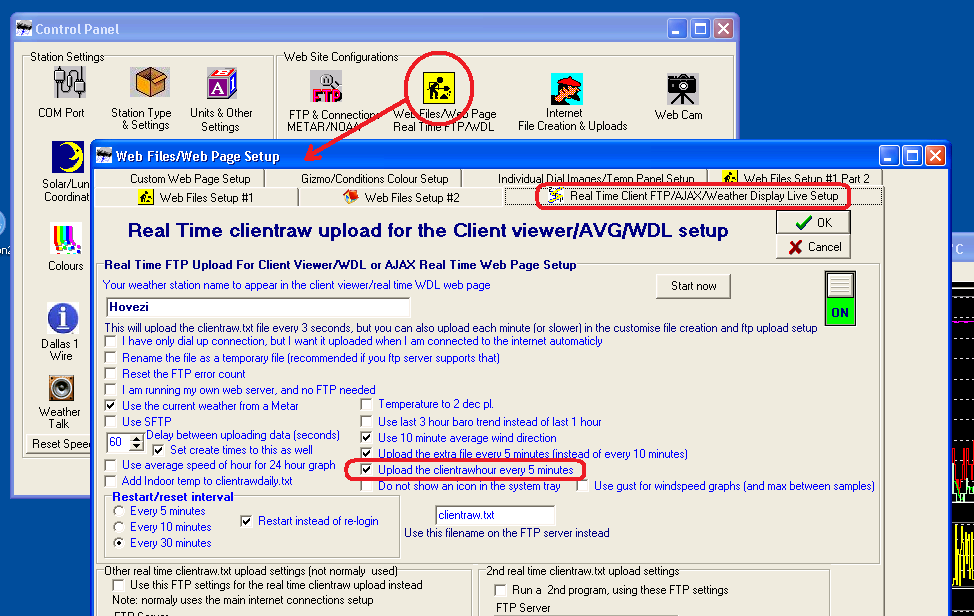 Control Panel
Station Settings
Web Site Configurations
COM Port
Station Type
& Settings
Units & Other
Settings
FTP
FTP & Connections
METAR/NOAA
Web Files/Web Page
Real Time FTP/WDL
Internet
File Creation & Uploads
Web Cam
Solar/Lun
Coordinat
Colours
Dallas 1
Wire
Weather
Talk
Reset Spee
Web Files/Web Page Setup
Custom Web Page Setup
Gizmo/Conditions Colour Setup
Individual Dial Images/Temp Panel Setup
Web Files Setup #1 Part 2
Web Files Setup #1
Web Files Setup #2
Real Time Client FTP/AJAX/Weather Display Live Setup
Real Time clientraw upload for the Client viewer/AVG/WDL setup
OK
Cancel
Real Time FTP Upload For Client Viewer/WDL or AJAX Real Time Web Page Setup
Your weather station name to appear in the client viewer/real time WDL web page
Start now
Hovezi
ON
This will upload the clientraw.txt file every 3 seconds, but you can also upload each minute (or slower) in the customise file creation and ftp upload setup
I have only dial up connection, but I want it uploaded when I am connected to the internet automaticly
Rename the file as a temporary file (recommended if you ftp server supports that)
Reset the FTP error count
I am running my own web server, and no FTP needed
Use the current weather from a Metar
Temperature to 2 dec pl.
Use SFTP
Use last 3 hour baro trend instead of last 1 hour
60
Delay between uploading data (seconds)
Use 10 minute average wind direction
Set create times to this as well
Upload the extra file every 5 minutes (instead of every 10 minutes)
Use average speed of hour for 24 hour graph
Upload the clientrawhour every 5 minutes
Add Indoor temp to clientrawdaily.txt
Do not show an icon in the system tray
Use gust for windspeed graphs (and max between samples)
Restart/reset interval
Every 5 minutes
Every 10 minutes
Every 30 minutes
Restart instead of re-login
clientraw.txt
Use this filename on the FTP server instead
Other real time clientraw.txt upload settings (not normaly used)
Use this FTP settings for the real time clientraw upload instead
Note: normaly uses the main internet connections setup
FTP Server
2nd real time clientraw.txt upload settings
Run a 2nd program, using these FTP settings
FTP Server
C